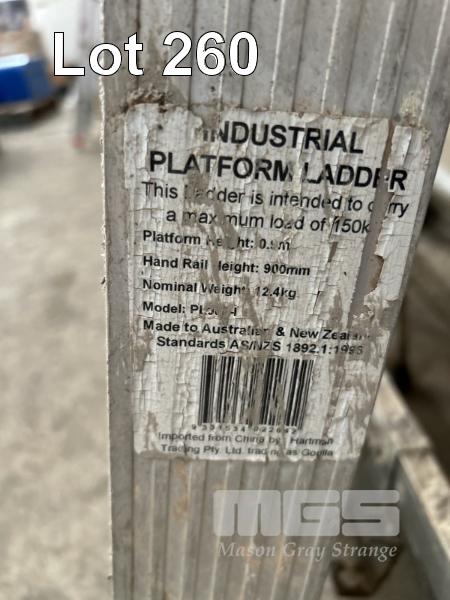 Lot 260
INDUSTRIAL
PLATFORM LADDER
This Ladder is intended to carry
a maximum load of 150k
Platform Height:
Hand Rail Height: 900mm
Nominal Weight 12.4kg
Model:
Made to Australian & New Zealand
Standards AS/NZS 1892.1:1996
Imported from China by Hartman
Trading Pty. Ltd. trading as Gorilla
MGS
Mason Gray Strange